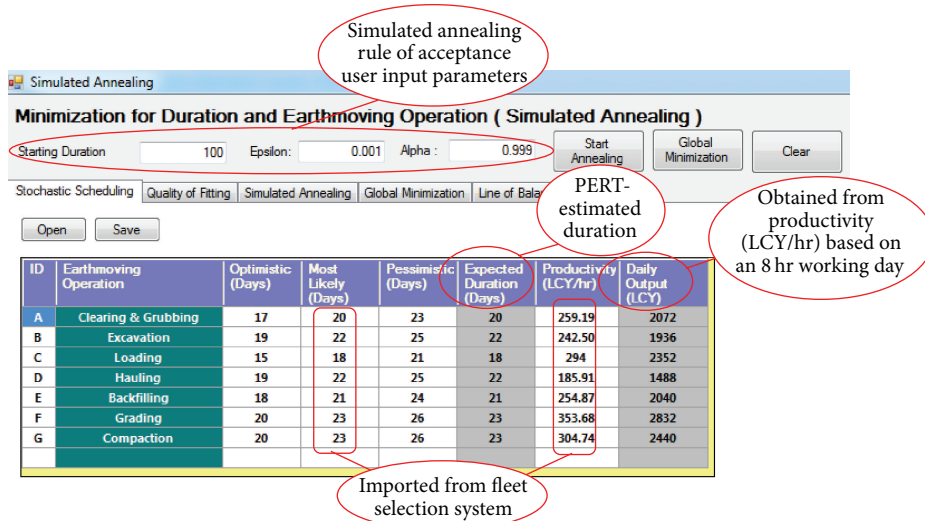 Simulated annealing
rule of acceptance
user input parameters
Simulated Annealing
Minimization for Duration and Earthmoving Operation ( Simulated Annealing )
Starting Duration 100 Epsilon: 0.001 Alpha : 0.999 Start Annealing Global Minimization Clear
Stochastic Scheduling Quality of Fitting Simulated Annealing Global Minimization Line of
PERT-
estimated
duration
Obtained from
productivity
(LCY/hr) based on
an 8 hr working day
Open Save
ID Earthmoving Operation Optimistic (Days) Most Likely (Days) Pessimistic (Days) Expected Duration (Days) Productivity (LCY/hr) Daily Output (LCY)
A Clearing & Grubbing 17 20 23 20 259.19 2072
B Excavation 19 22 25 22 242.50 1936
C Loading 15 18 21 18 294 2352
D Hauling 19 22 25 22 185.91 1488
E Backfilling 18 21 24 21 254.87 2040
F Grading 20 23 26 23 353.68 2832
G Compaction 20 23 26 23 304.74 2440
Imported from fleet
selection system